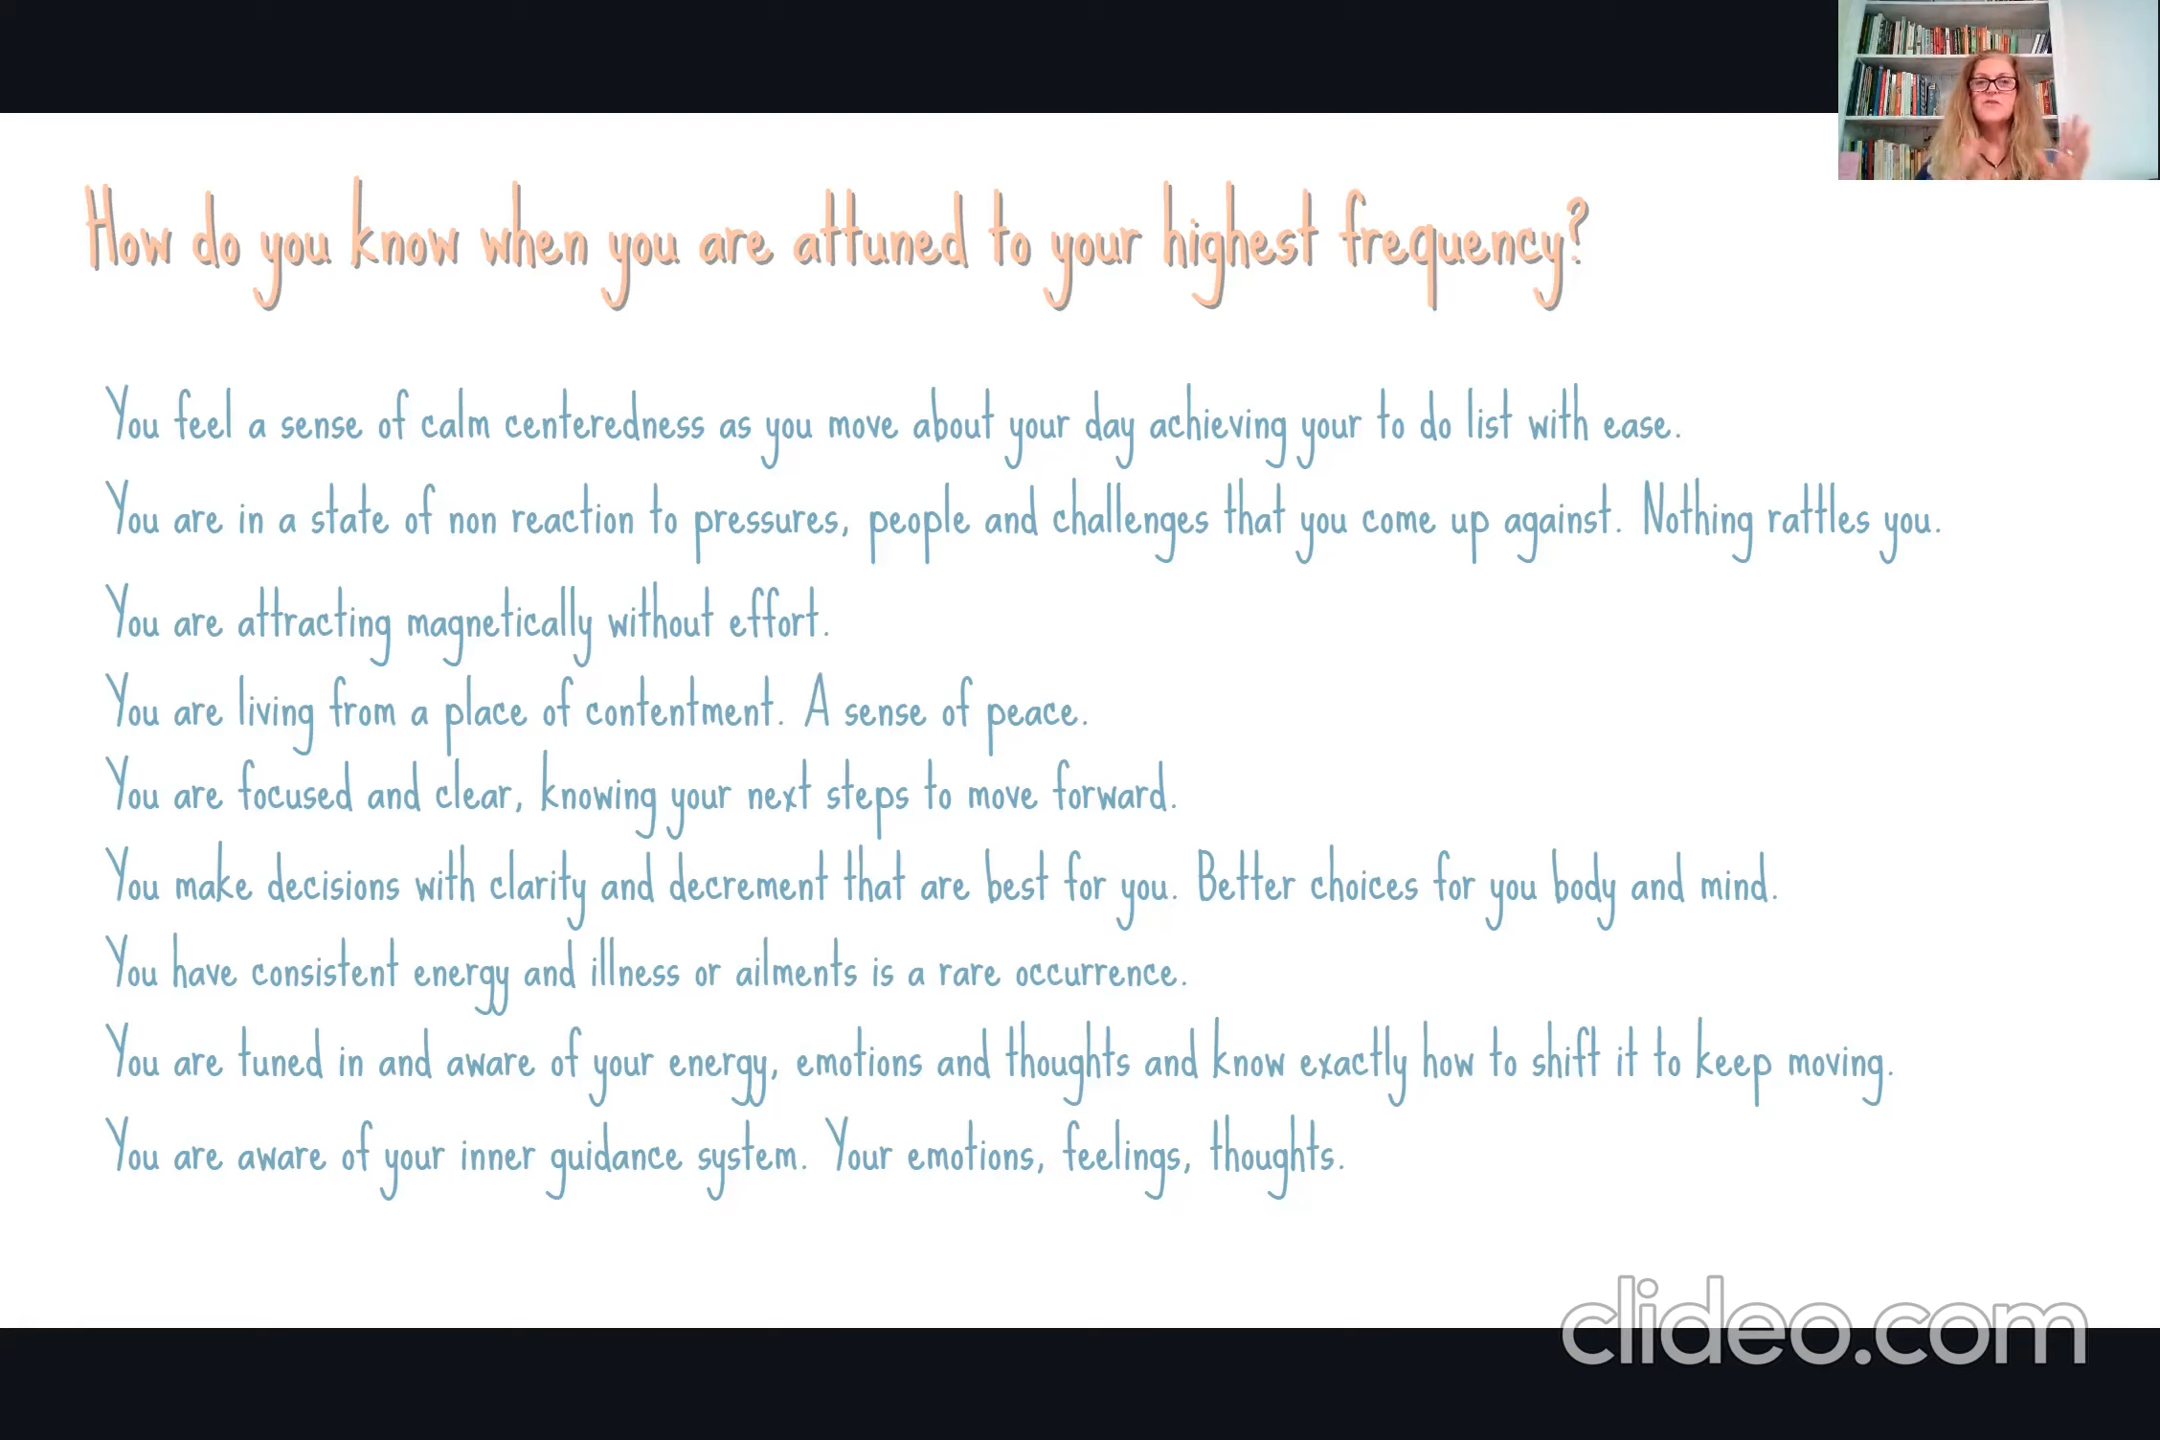 How do you know when you are attuned to your highest frequency?
You feel a sense of calm centeredness as you move about your day achieving your to do list with ease.
You are in a state of non reaction to pressures, people and challenges that you come up against. Nothing rattles you.
You are attracting magnetically without effort.
You are living from a place of contentment. A sense of peace.
You are focused and clear, knowing your next steps to move forward.
You make decisions with clarity and decrement that are best for you. Better choices for you body and mind.
You have consistent energy and illness or ailments is a rare occurrence.
You are tuned in and aware of your energy, emotions and thoughts and know exactly how to shift it to keep moving.
You are aware of your inner guidance system. Your emotions, feelings, thoughts.
clideo.com